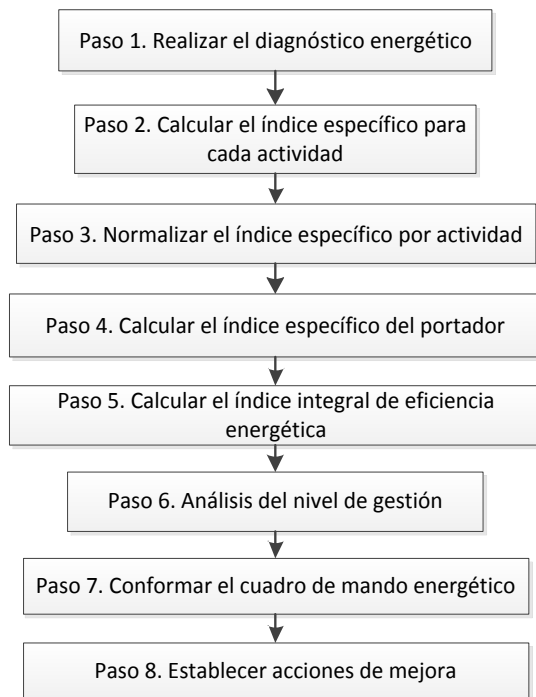 Paso 1. Realizar el diagnóstico energético
Paso 2. Calcular el índice específico para
cada actividad
Paso 3. Normalizar el índice específico por actividad
Paso 4. Calcular el índice específico del portador
Paso 5. Calcular el índice integral de eficiencia
energética
Paso 6. Análisis del nivel de gestión
Paso 7. Conformar el cuadro de mando energético
Paso 8. Establecer acciones de mejora